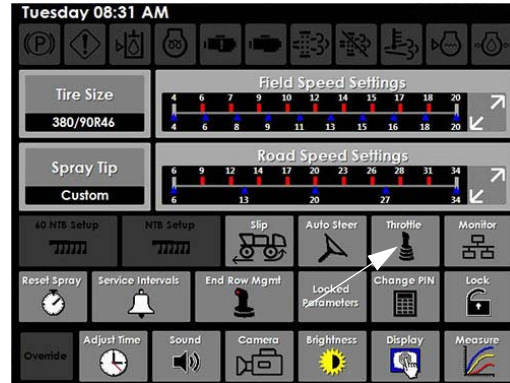 Tuesday 08:31 AM
(P)
Tire Size
380/90R46
Field Speed Settings
4 6 7 9 10 12 14 15 17 18 20
4 6 8 9 11 13 15 16 18 20
Spray Tip
Custom
Road Speed Settings
6 9 12 14 17 20 23 26 28 31 34
6 13 20 27 34
60 NTB Setup NTB Setup Slip Auto Steer Throttle Monitor
Reset Spray Service Intervals End Row Mgmt Locked Parameters Change PIN Lock
Override Adjust Time Sound Camera Brightness Display Measure